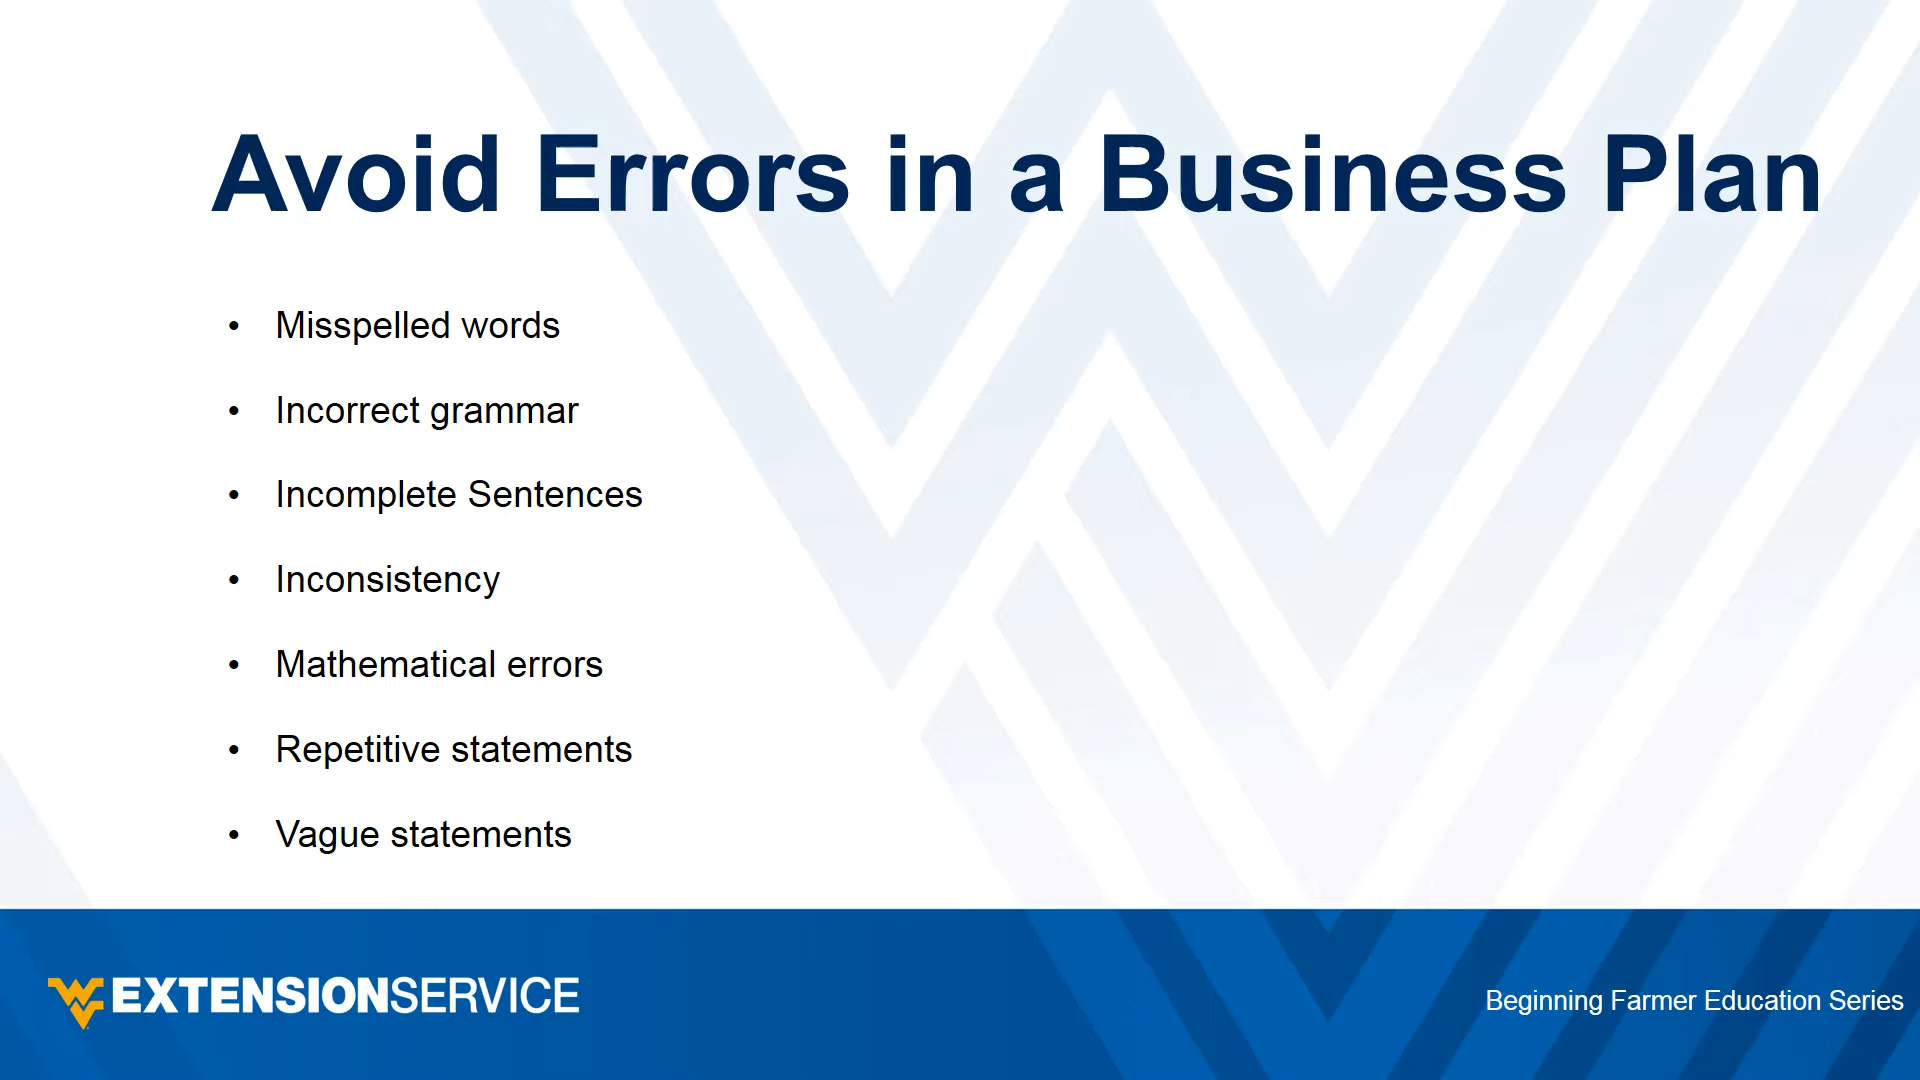 Avoid Errors in a Business Plan
• Misspelled words
• Incorrect grammar
• Incomplete Sentences
• Inconsistency
• Mathematical errors
• Repetitive statements
• Vague statements
WV EXTENSIONSERVICE
Beginning Farmer Education Series